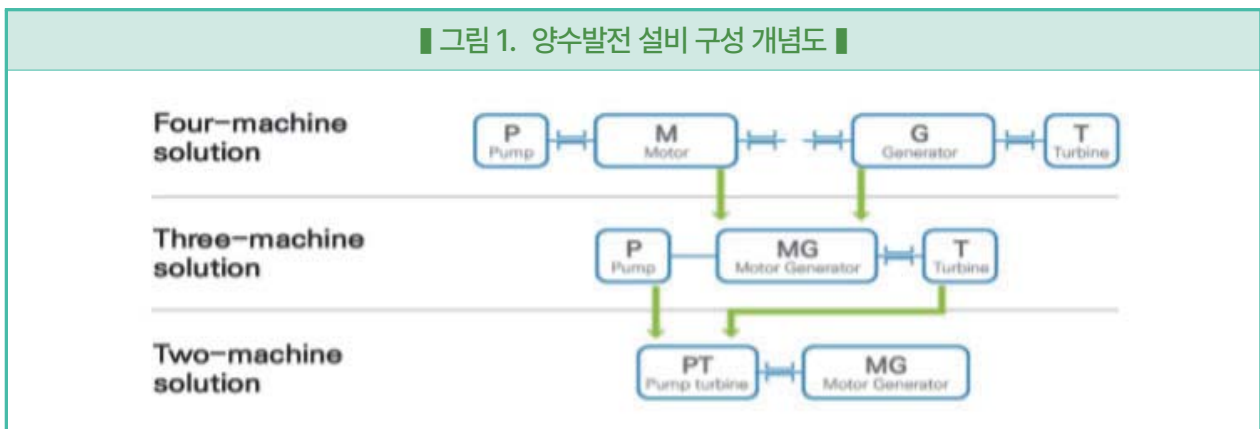 ▌그림 1. 양수발전 설비 구성 개념도▐
Four-machine
solution
P
Pump
M
Motor
G
Generator
T
Turbine
Three-machine
solution
P
Pump
MG
Motor Generator
T
Turbine
Two-machine
solution
PT
Pump turbine
MG
Motor Generator